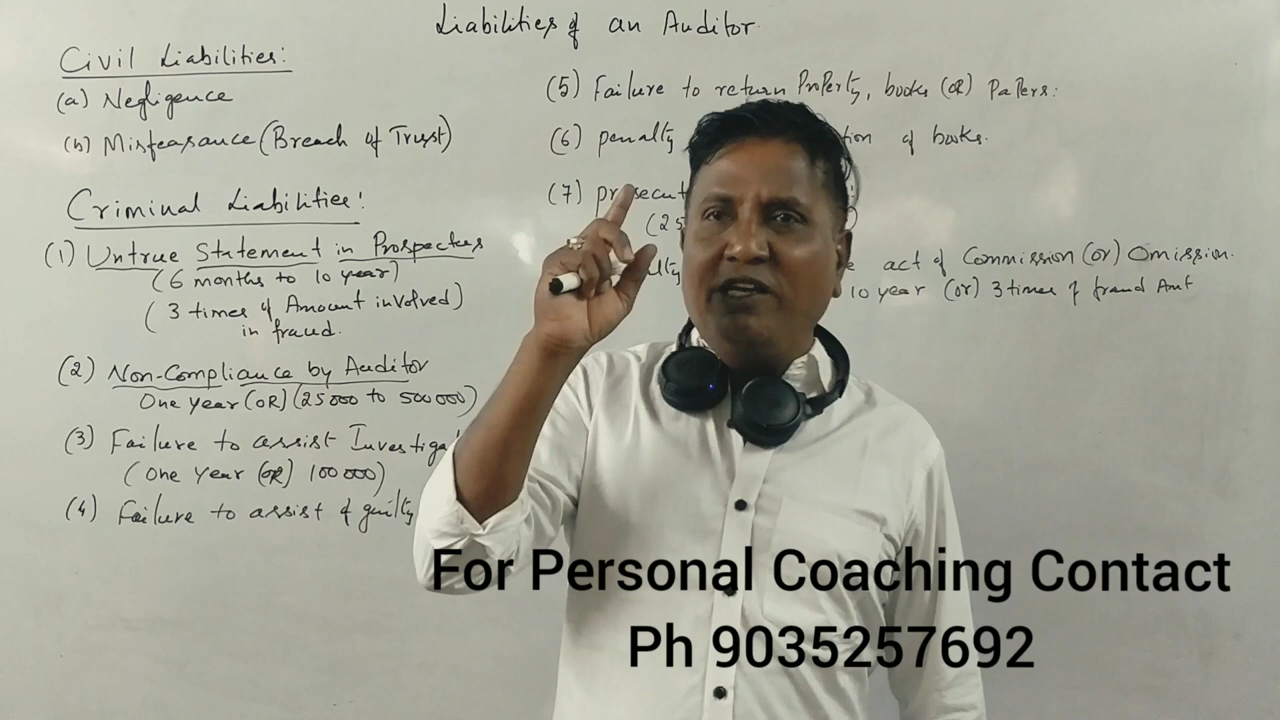 Liabilities of an Auditor
Civil Liabilities:
(a) Negligence
(b) Misfeasance (Breach of Trust)
Criminal Liabilities:
(1) Untrue Statement in Prospectus
(6 months to 10 year)
(3 times of Amount involved)
in fraud.
(2) Non-Compliance by Auditor
One year (OR) (25000 to 500000)
(3) Failure to assist Investiga
(One Year (OR) 100000)
(4) Failure to assist of guilty
(5) Failure to return Property, books (OR) Papers:
(6) penalty tion of books.
(7) prosecut
(25 )
lty act of Commission (or) Omission.
10 year (or) 3 times of fraud Amt
For Personal Coaching Contact
Ph 9035257692